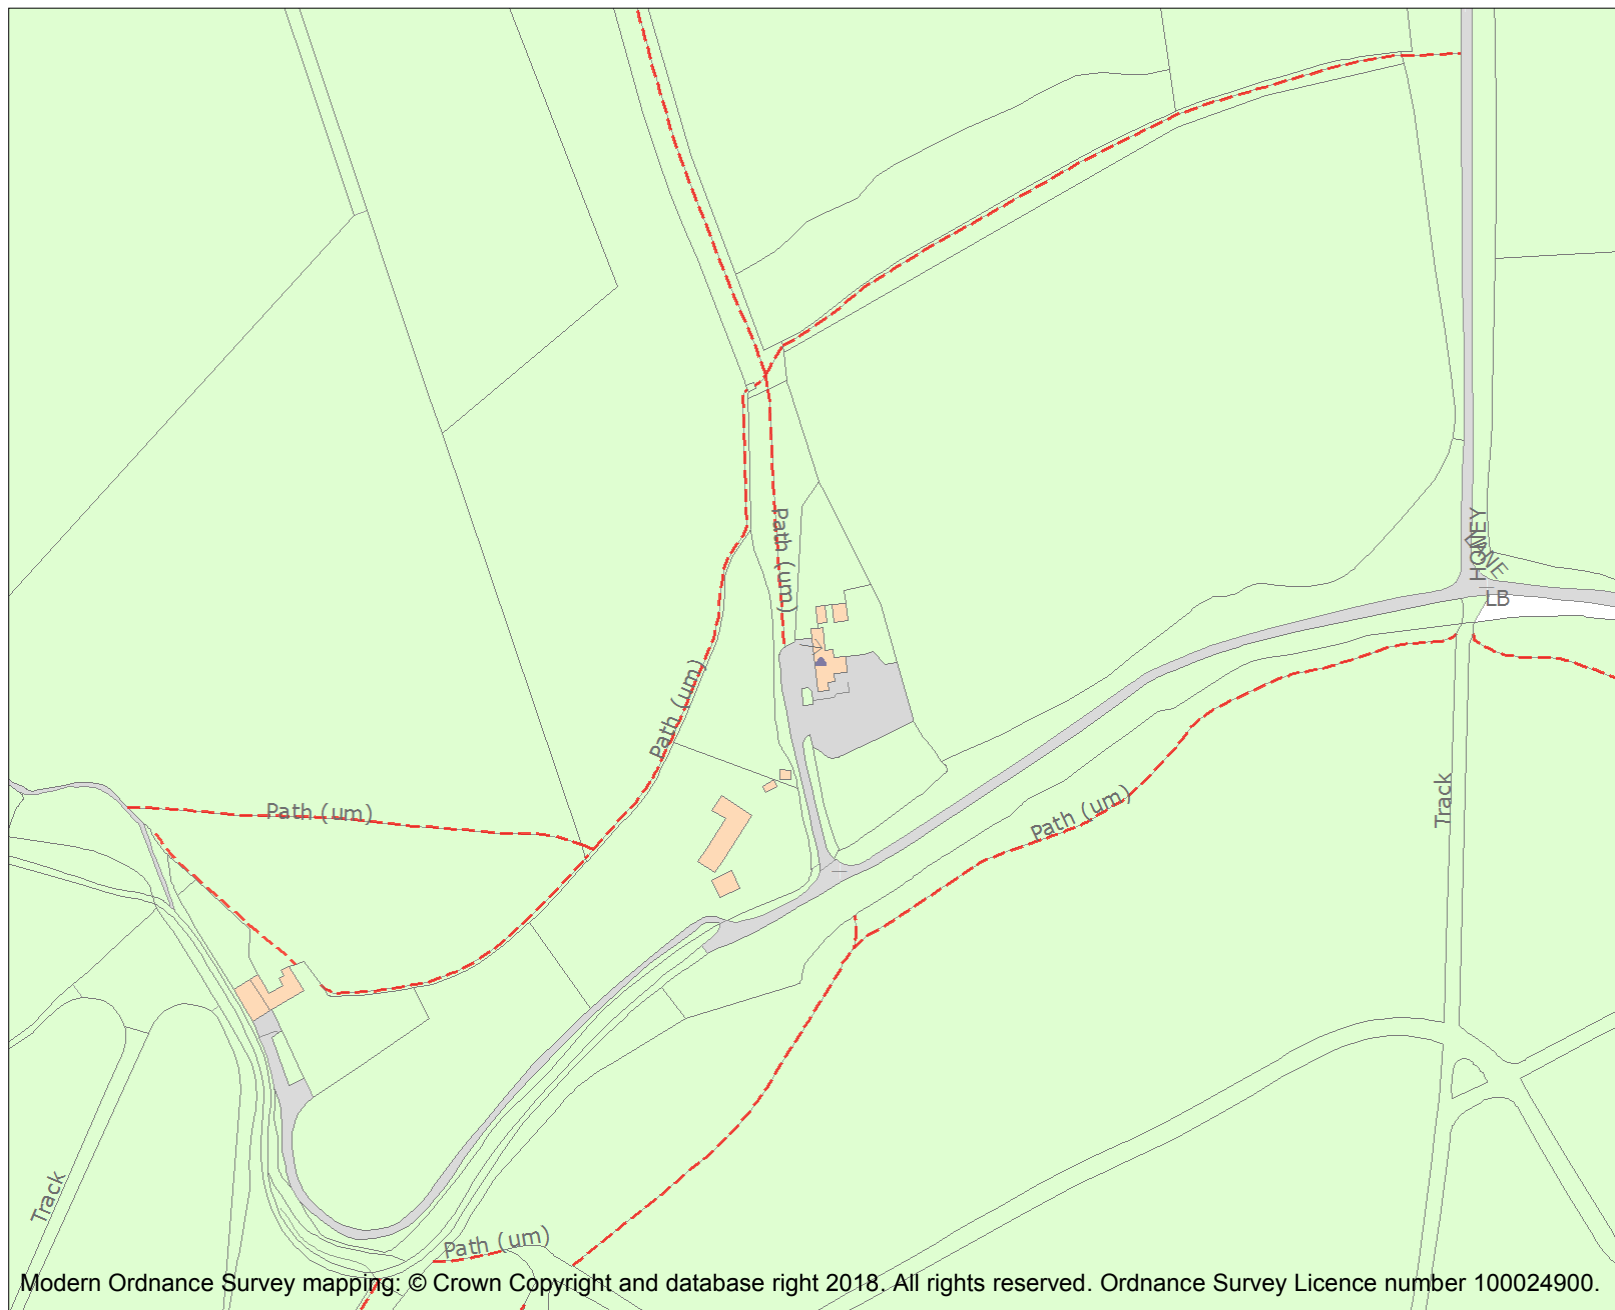 HONEY
LANE
LB
Path (um)
Path (um)
Path (um)
Path (um)
Track
Track
Path (um)
Modern Ordnance Survey mapping: © Crown Copyright and database right 2018. All rights reserved. Ordnance Survey Licence number 100024900.